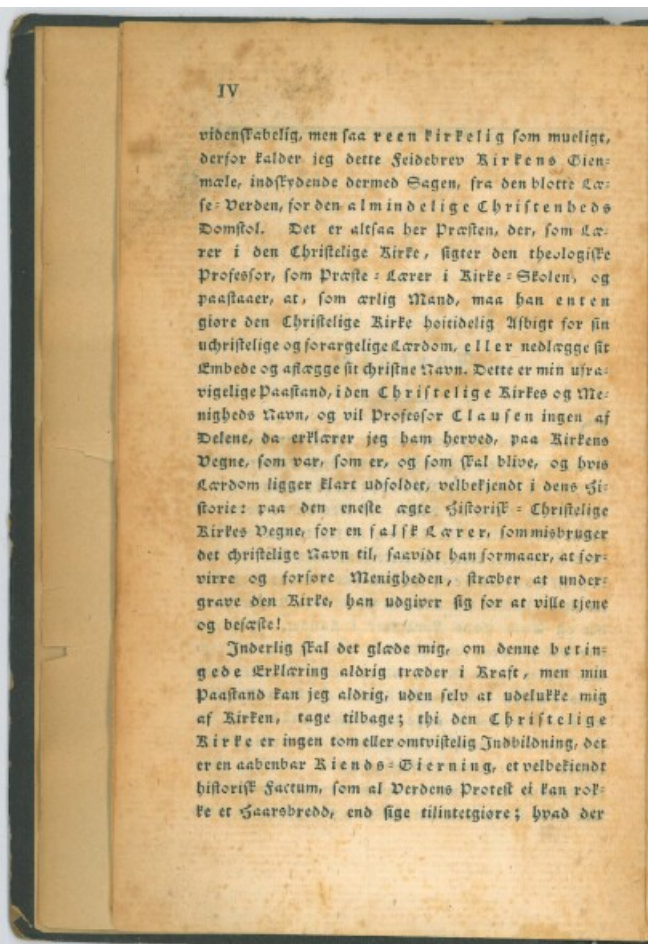 IV
videnskabelig, men saa reen kirkelig som mueligt,
derfor kalder jeg dette Feidebrev Kirkens Gien-
mæle, indskydende dermed Sagen, fra den blotte Læ-
se-Verden, for den almindelige Christenheds
Domstol. Det er altsaa her Præsten, der, som Læ-
rer i den Christelige Kirke, sigter den theologiske
Professor, som Præste-Lærer i Kirke-Skolen, og
paastaaer, at, som ærlig Mand, maa han enten
giøre den Christelige Kirke høitidelig Afbigt for sin
uchristelige og forargelige Lærdom, eller nedlægge sit
Embede og aflægge sit christne Navn. Dette er min ufra-
vigelige Paastand, i den Christelige Kirkes og Me-
nigheds Navn, og vil Professor Clausen ingen af
Delene, da erklærer jeg ham herved, paa Kirkens
Vegne, som var, som er, og som skal blive, og hvis
Lærdom ligger klart udfoldet, velbekjendt i dens Hi-
storie: paa den eneste ægte Historisk-Christelige
Kirkes Vegne, for en falsk Lærer, som misbruger
det christelige Navn til, saavidt han formaaer, at for-
virre og forføre Menigheden, stræber at under-
grave den Kirke, han udgiver sig for at ville tjene
og befæste!
Inderlig skal det glæde mig, om denne betin-
gede Erklæring aldrig træder i Kraft, men min
Paastand kan jeg aldrig, uden selv at udelukke mig
af Kirken, tage tilbage; thi den Christelige
Kirke er ingen tom eller omtvistelig Indbildning, det
er en aabenbar Kiends-Gierning, et velbekiendt
historisk Factum, som al Verdens Protest ei kan rok-
ke et Haarsbredd, end sige tilintetgiøre; hvad der